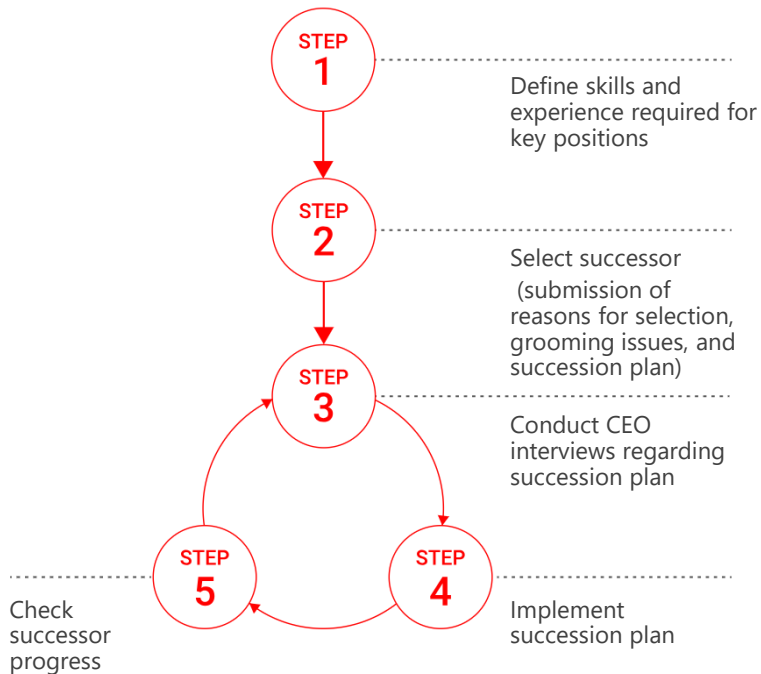 STEP
1
Define skills and
experience required for
key positions
STEP
2
Select successor
(submission of
reasons for selection,
grooming issues, and
succession plan)
STEP
3
Conduct CEO
interviews regarding
succession plan
STEP
4
Implement
succession plan
STEP
5
Check
successor
progress